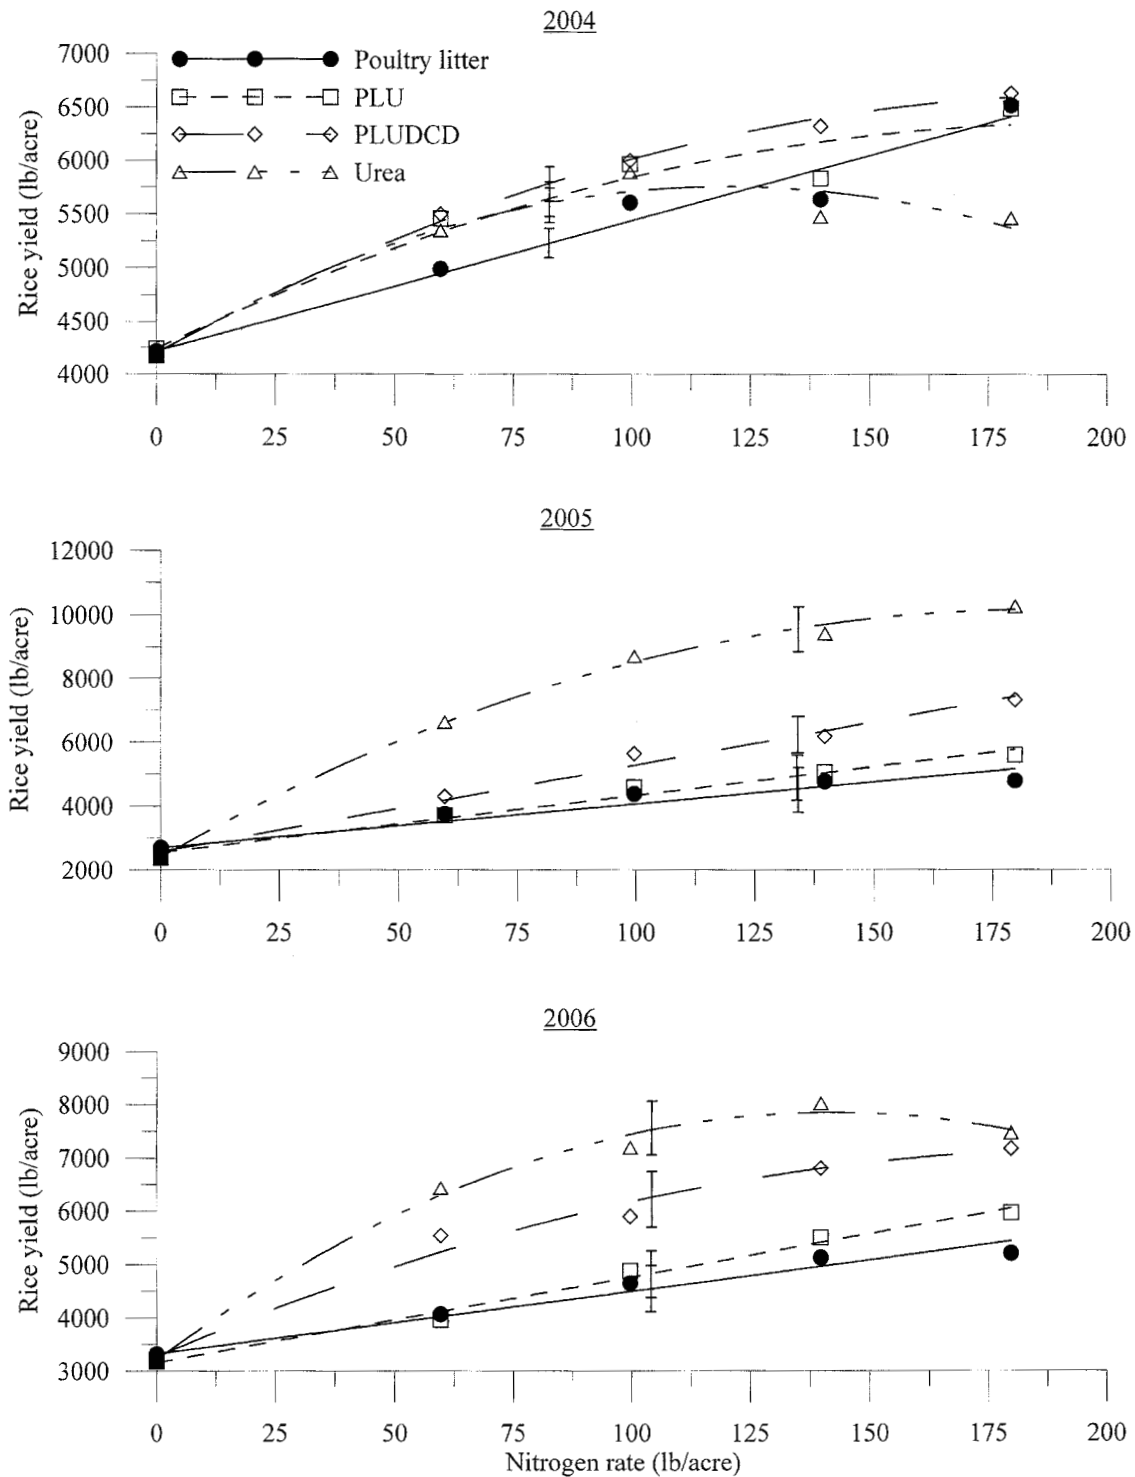 2004
7000
6500
6000
5500
5000
4500
4000
Rice yield (lb/acre)
Poultry litter
PLU
PLUDCD
Urea
0 25 50 75 100 125 150 175 200
2005
12000
10000
8000
6000
4000
2000
Rice yield (lb/acre)
0 25 50 75 100 125 150 175 200
2006
9000
8000
7000
6000
5000
4000
3000
Rice yield (lb/acre)
0 25 50 75 100 125 150 175 200
Nitrogen rate (lb/acre)